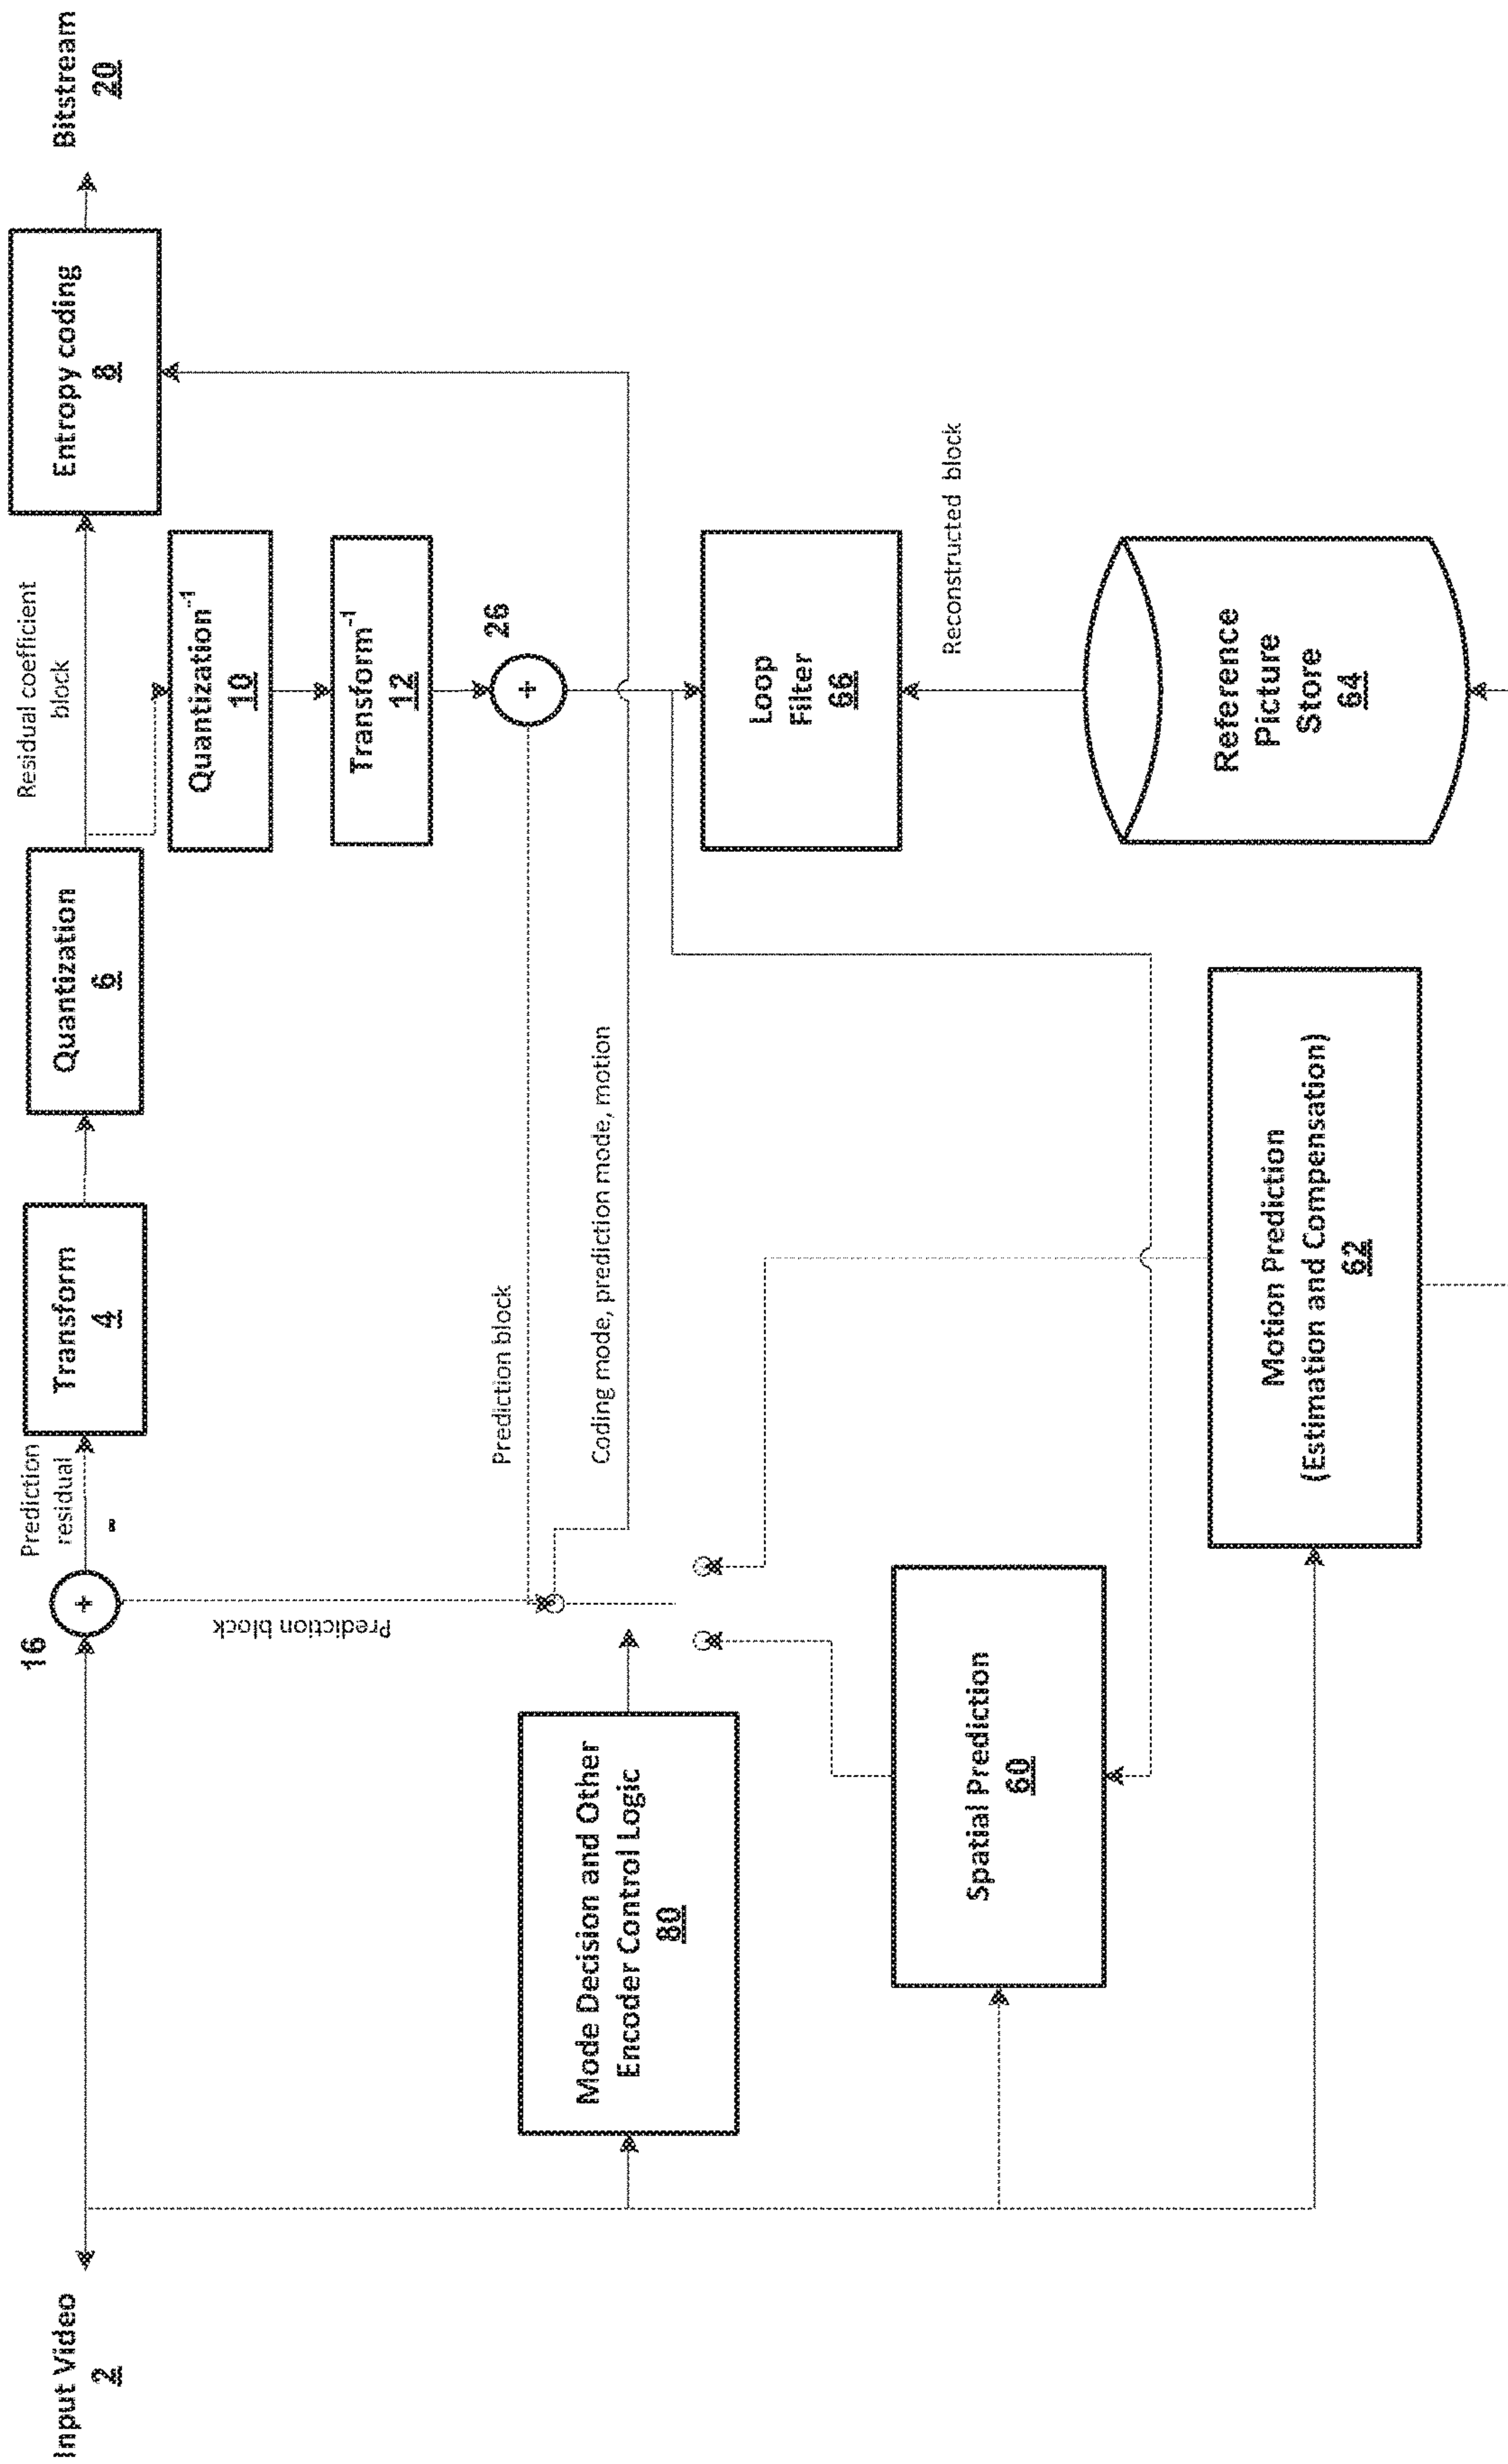 Input Video
2
16
+
Prediction
residual
Transform
4
Quantization
6
Residual coefficient
block
Entropy coding
8
Bitstream
20
Prediction block
Quantization⁻¹
10
Transform⁻¹
12
+
26
Prediction block
Coding mode, prediction mode, motion
Mode Decision and Other
Encoder Control Logic
80
Spatial Prediction
60
Loop
Filter
66
Reconstructed block
Motion Prediction
(Estimation and Compensation)
62
Reference
Picture
Store
64